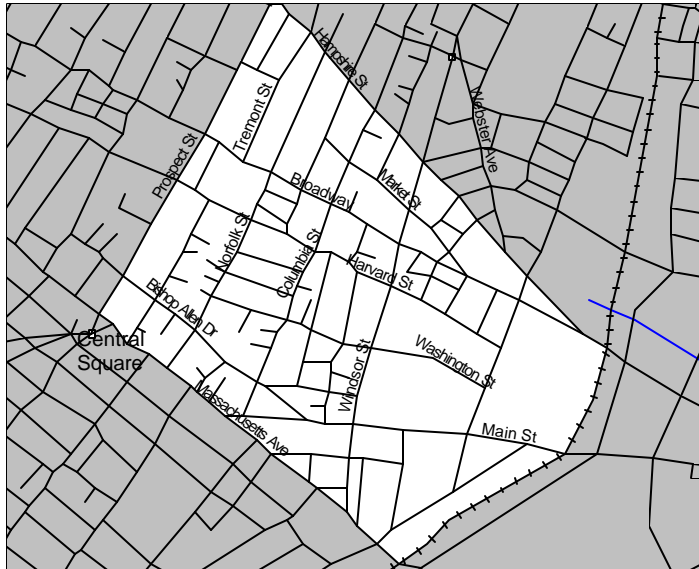 Hampshire St
Tremont St
Webster Ave
Prospect St
Broadway
Market St
Norfolk St
Columbia St
Harvard St
Bishop Allen Dr
Central
Square
Windsor St
Washington St
Massachusetts Ave
Main St